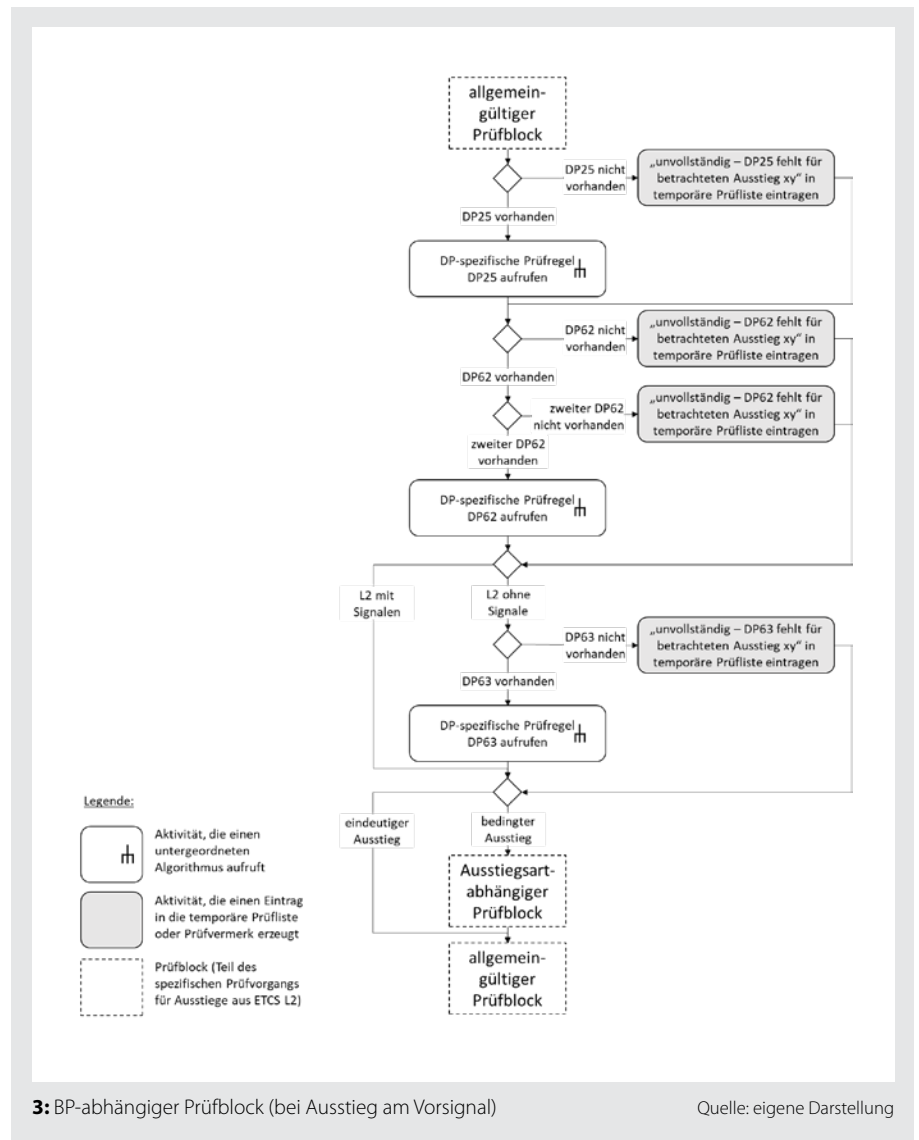 allgemein-
gültiger
Prüfblock
DP25 nicht
vorhanden
„unvollständig – DP25 fehlt für
betrachteten Ausstieg xy“ in
temporäre Prüfliste eintragen
DP25 vorhanden
DP-spezifische Prüfregel
DP25 aufrufen
DP62 nicht
vorhanden
„unvollständig – DP62 fehlt für
betrachteten Ausstieg xy“ in
temporäre Prüfliste eintragen
DP62 vorhanden
zweiter DP62
nicht vorhanden
„unvollständig – DP62 fehlt für
betrachteten Ausstieg xy“ in
temporäre Prüfliste eintragen
zweiter DP62
vorhanden
DP-spezifische Prüfregel
DP62 aufrufen
L2 mit
Signalen
L2 ohne
Signale
DP63 nicht
vorhanden
„unvollständig – DP63 fehlt für
betrachteten Ausstieg xy“ in
temporäre Prüfliste eintragen
DP63 vorhanden
DP-spezifische Prüfregel
DP63 aufrufen
eindeutiger
Ausstieg
bedingter
Ausstieg
Ausstiegsart-
abhängiger
Prüfblock
allgemein-
gültiger
Prüfblock
Legende:
Aktivität, die einen
untergeordneten
Algorithmus aufruft
Aktivität, die einen Eintrag
in die temporäre Prüfliste
oder Prüfvermerk erzeugt
Prüfblock (Teil des
spezifischen Prüfvorgangs
für Ausstiege aus ETCS L2)
3: BP-abhängiger Prüfblock (bei Ausstieg am Vorsignal)
Quelle: eigene Darstellung